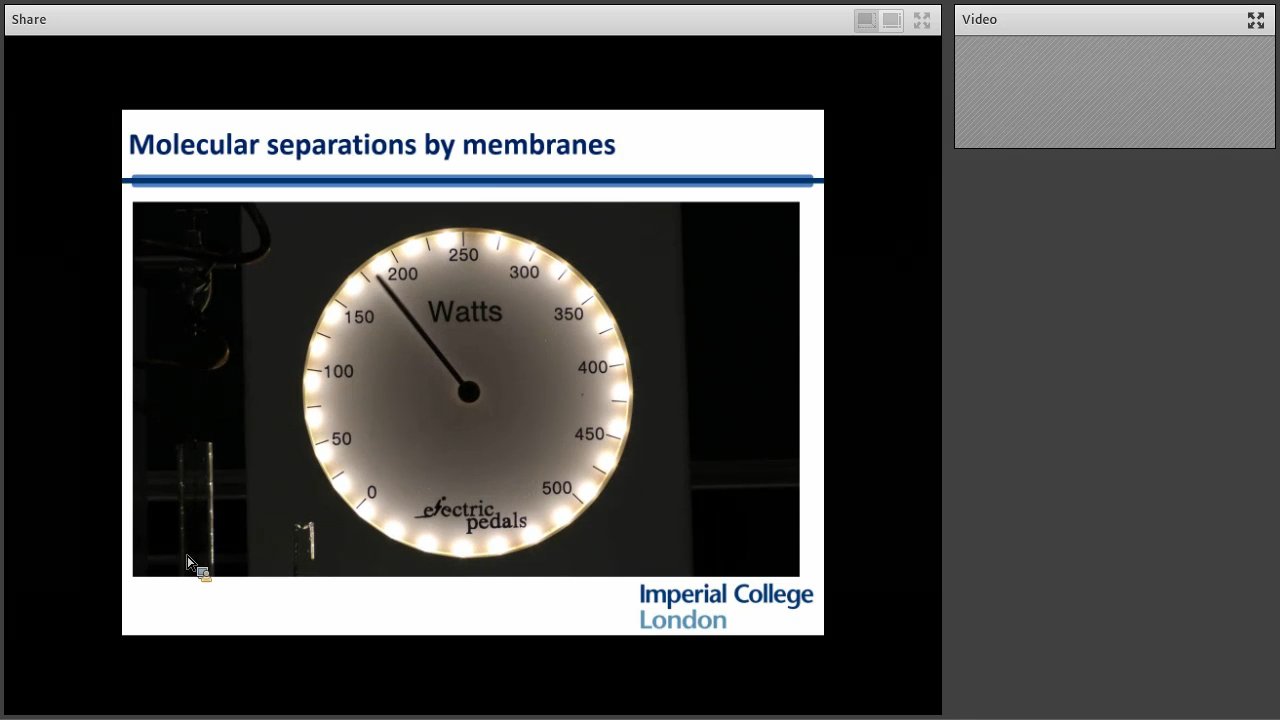 Share
Video
Molecular separations by membranes
250
200
300
Watts
150
350
100
400
50
450
0
500
electric
pedals
Imperial College
London